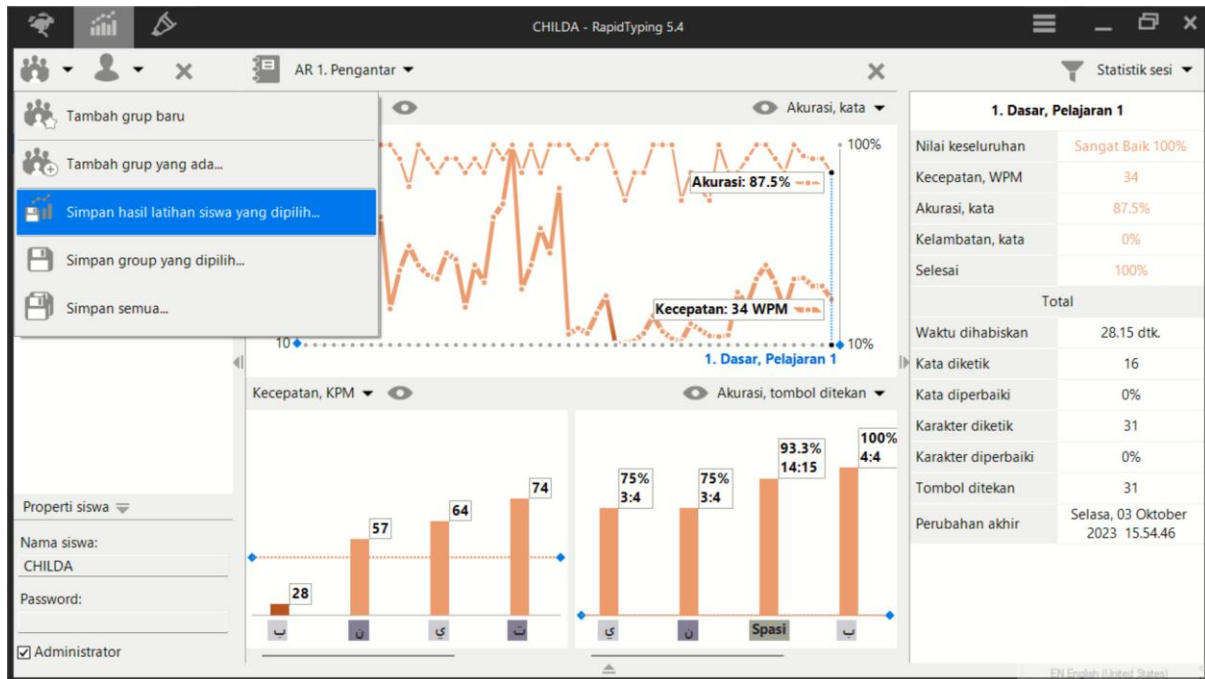 CHILDA - RapidTyping 5.4
AR 1. Pengantar
Statistik sesi
Tambah grup baru
Tambah grup yang ada...
Simpan hasil latihan siswa yang dipilih...
Simpan group yang dipilih...
Simpan semua...
Akurasi, kata
100%
Akurasi: 87.5%
Kecepatan: 34 WPM
10
10%
1. Dasar, Pelajaran 1
Kecepatan, KPM
Akurasi, tombol ditekan
28
57
64
74
ب
ن
ي
ت
75%
3:4
75%
3:4
93.3%
14:15
100%
4:4
ي
ن
Spasi
ب
Properti siswa
Nama siswa:
CHILDA
Password:
Administrator
1. Dasar, Pelajaran 1
Nilai keseluruhan Sangat Baik 100%
Kecepatan, WPM 34
Akurasi, kata 87.5%
Kelambatan, kata 0%
Selesai 100%
Total
Waktu dihabiskan 28.15 dtk.
Kata diketik 16
Kata diperbaiki 0%
Karakter diketik 31
Karakter diperbaiki 0%
Tombol ditekan 31
Perubahan akhir Selasa, 03 Oktober
2023 15.54.46
EN English (United States)